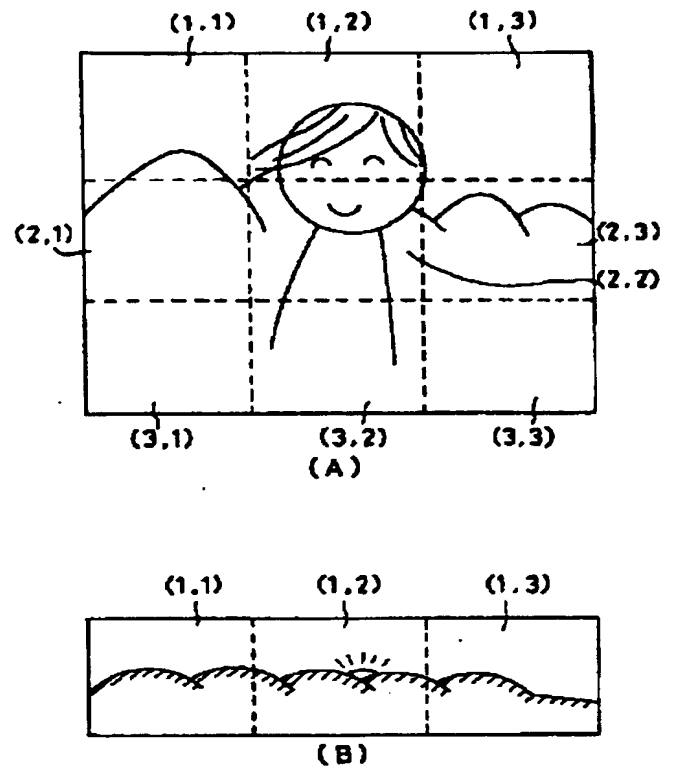 (1,1) (1,2) (1,3)
(2,1) (2,3)
(2,2)
(3,1) (3,2) (3,3)
(A)
(1,1) (1,2) (1,3)
(B)